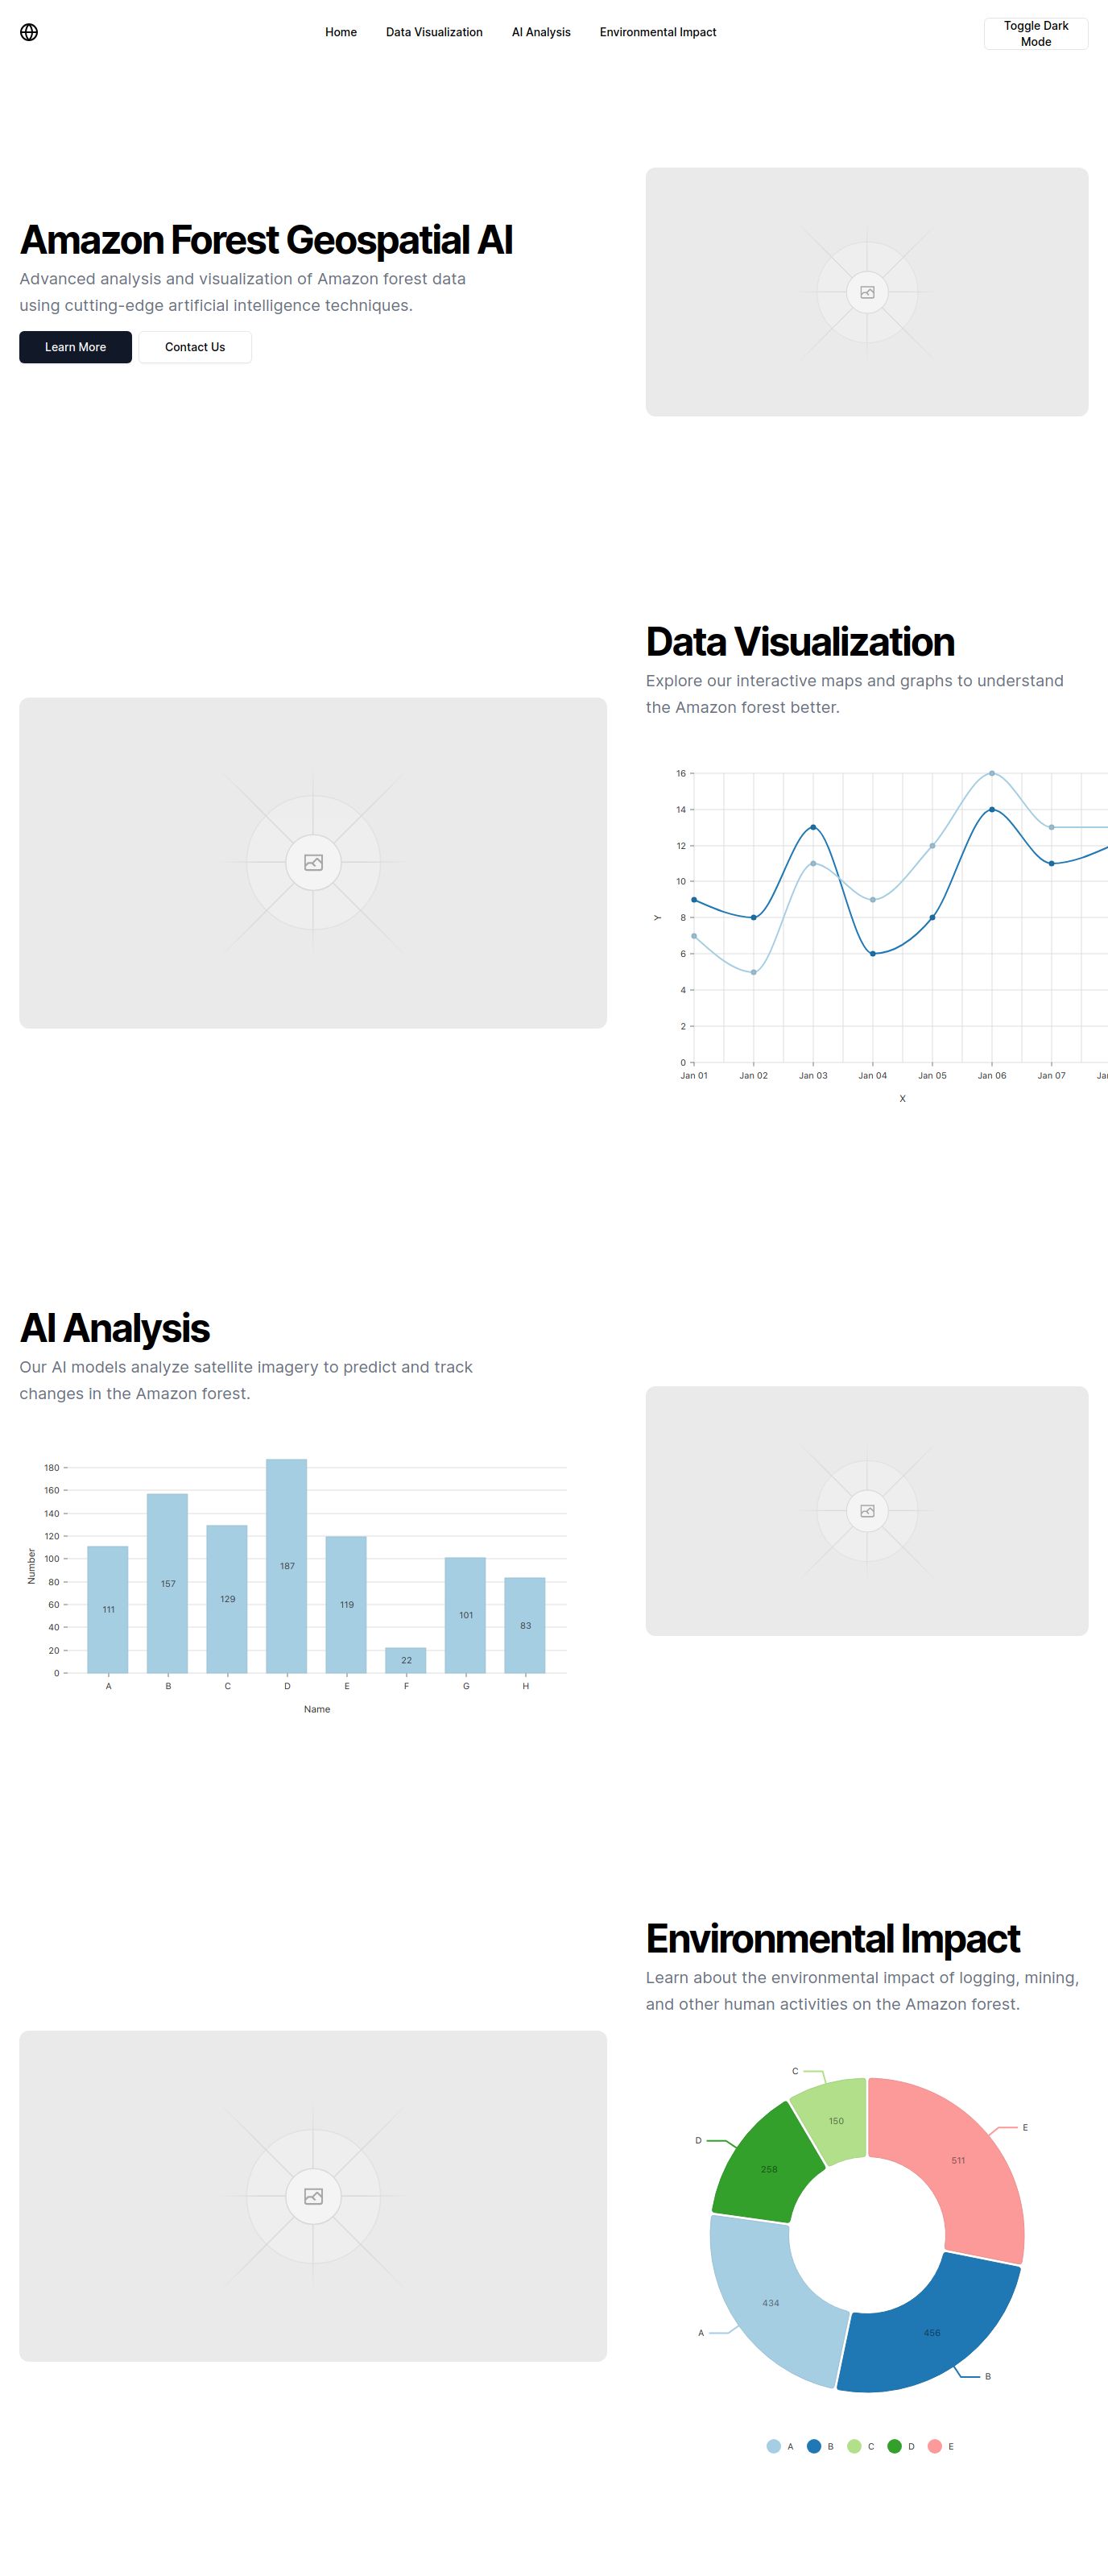 Home
Data Visualization
AI Analysis
Environmental Impact
Toggle Dark
Mode
Amazon Forest Geospatial AI
Advanced analysis and visualization of Amazon forest data
using cutting-edge artificial intelligence techniques.
Learn More
Contact Us
Data Visualization
Explore our interactive maps and graphs to understand
the Amazon forest better.
16
14
12
10
8
6
4
2
0
Y
Jan 01
Jan 02
Jan 03
Jan 04
Jan 05
Jan 06
Jan 07
X
AI Analysis
Our AI models analyze satellite imagery to predict and track
changes in the Amazon forest.
180
160
140
120
100
80
60
40
20
0
Number
111
157
129
187
119
22
101
83
A
B
C
D
E
F
G
H
Name
Environmental Impact
Learn about the environmental impact of logging, mining,
and other human activities on the Amazon forest.
C
150
E
511
D
258
434
A
456
B
A
B
C
D
E